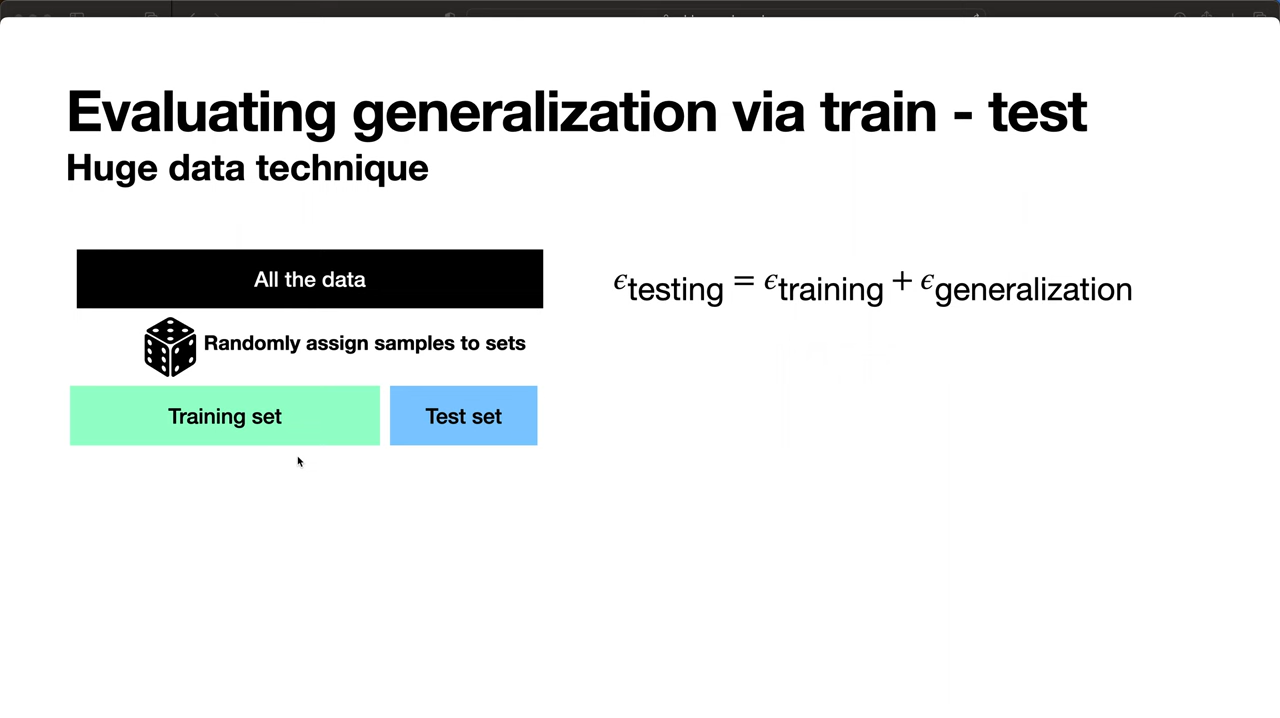 Evaluating generalization via train - test
Huge data technique
All the data
Randomly assign samples to sets
Training set
Test set
ϵtesting = ϵtraining + ϵgeneralization